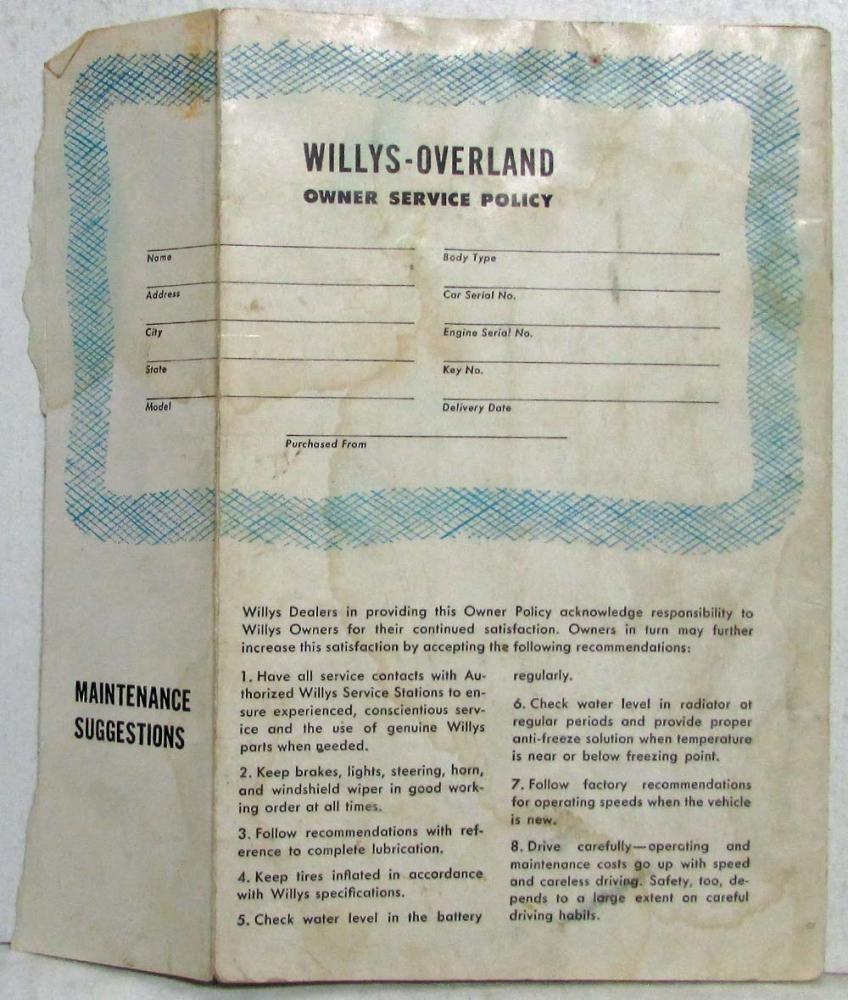 WILLYS-OVERLAND
OWNER SERVICE POLICY
Name
Address
City
State
Model
Body Type
Car Serial No.
Engine Serial No.
Key No.
Delivery Date
Purchased From
MAINTENANCE
SUGGESTIONS
Willys Dealers in providing this Owner Policy acknowledge responsibility to
Willys Owners for their continued satisfaction. Owners in turn may further
increase this satisfaction by accepting the following recommendations:
1. Have all service contacts with Au-
thorized Willys Service Stations to en-
sure experienced, conscientious serv-
ice and the use of genuine Willys
parts when needed.
2. Keep brakes, lights, steering, horn,
and windshield wiper in good work-
ing order at all times.
3. Follow recommendations with ref-
erence to complete lubrication.
4. Keep tires inflated in accordance
with Willys specifications.
5. Check water level in the battery
regularly.
6. Check water level in radiator at
regular periods and provide proper
anti-freeze solution when temperature
is near or below freezing point.
7. Follow factory recommendations
for operating speeds when the vehicle
is new.
8. Drive carefully—operating and
maintenance costs go up with speed
and careless driving. Safety, too, de-
pends to a large extent on careful
driving habits.